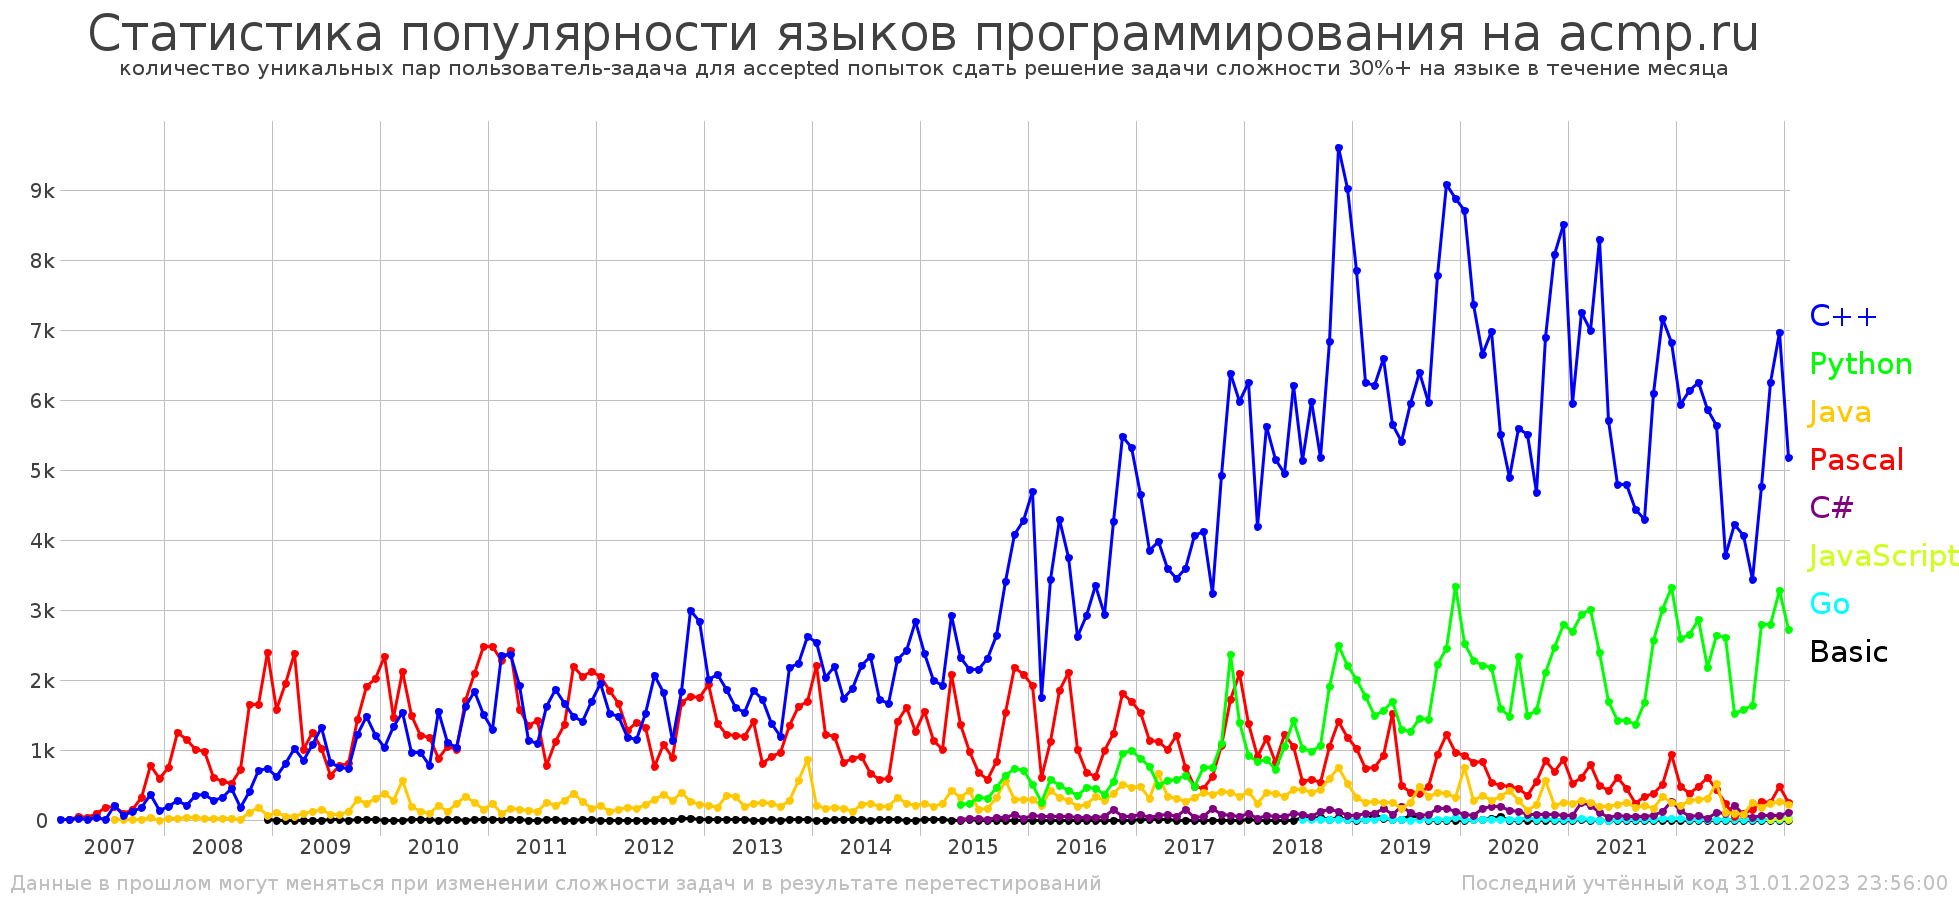 Статистика популярности языков программирования на acmp.ru
количество уникальных пар пользователь-задача для accepted попыток сдать решение задачи сложности 30%+ на языке в течение месяца
9k
8k
7k
6k
5k
4k
3k
2k
1k
0
C++
Python
Java
Pascal
C#
JavaScript
Go
Basic
2007 2008 2009 2010 2011 2012 2013 2014 2015 2016 2017 2018 2019 2020 2021 2022
Данные в прошлом могут меняться при изменении сложности задач и в результате перетестирований
Последний учтённый код 31.01.2023 23:56:00